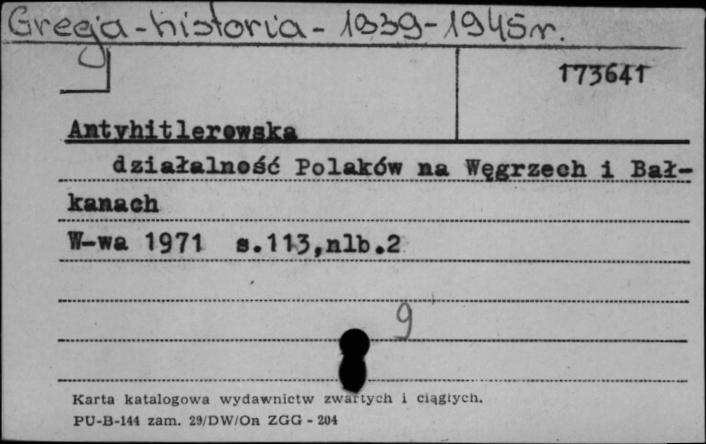 Grecja - historia - 1939-1945r.
173641
Antyhitlerowska
działalność Polaków na Węgrzech i Bał-
kanach
W-wa 1971 s.113,nlb.2
9
Karta katalogowa wydawnictw zwartych i ciągłych.
PU-B-144 zam. 29/DW/On ZGG - 204